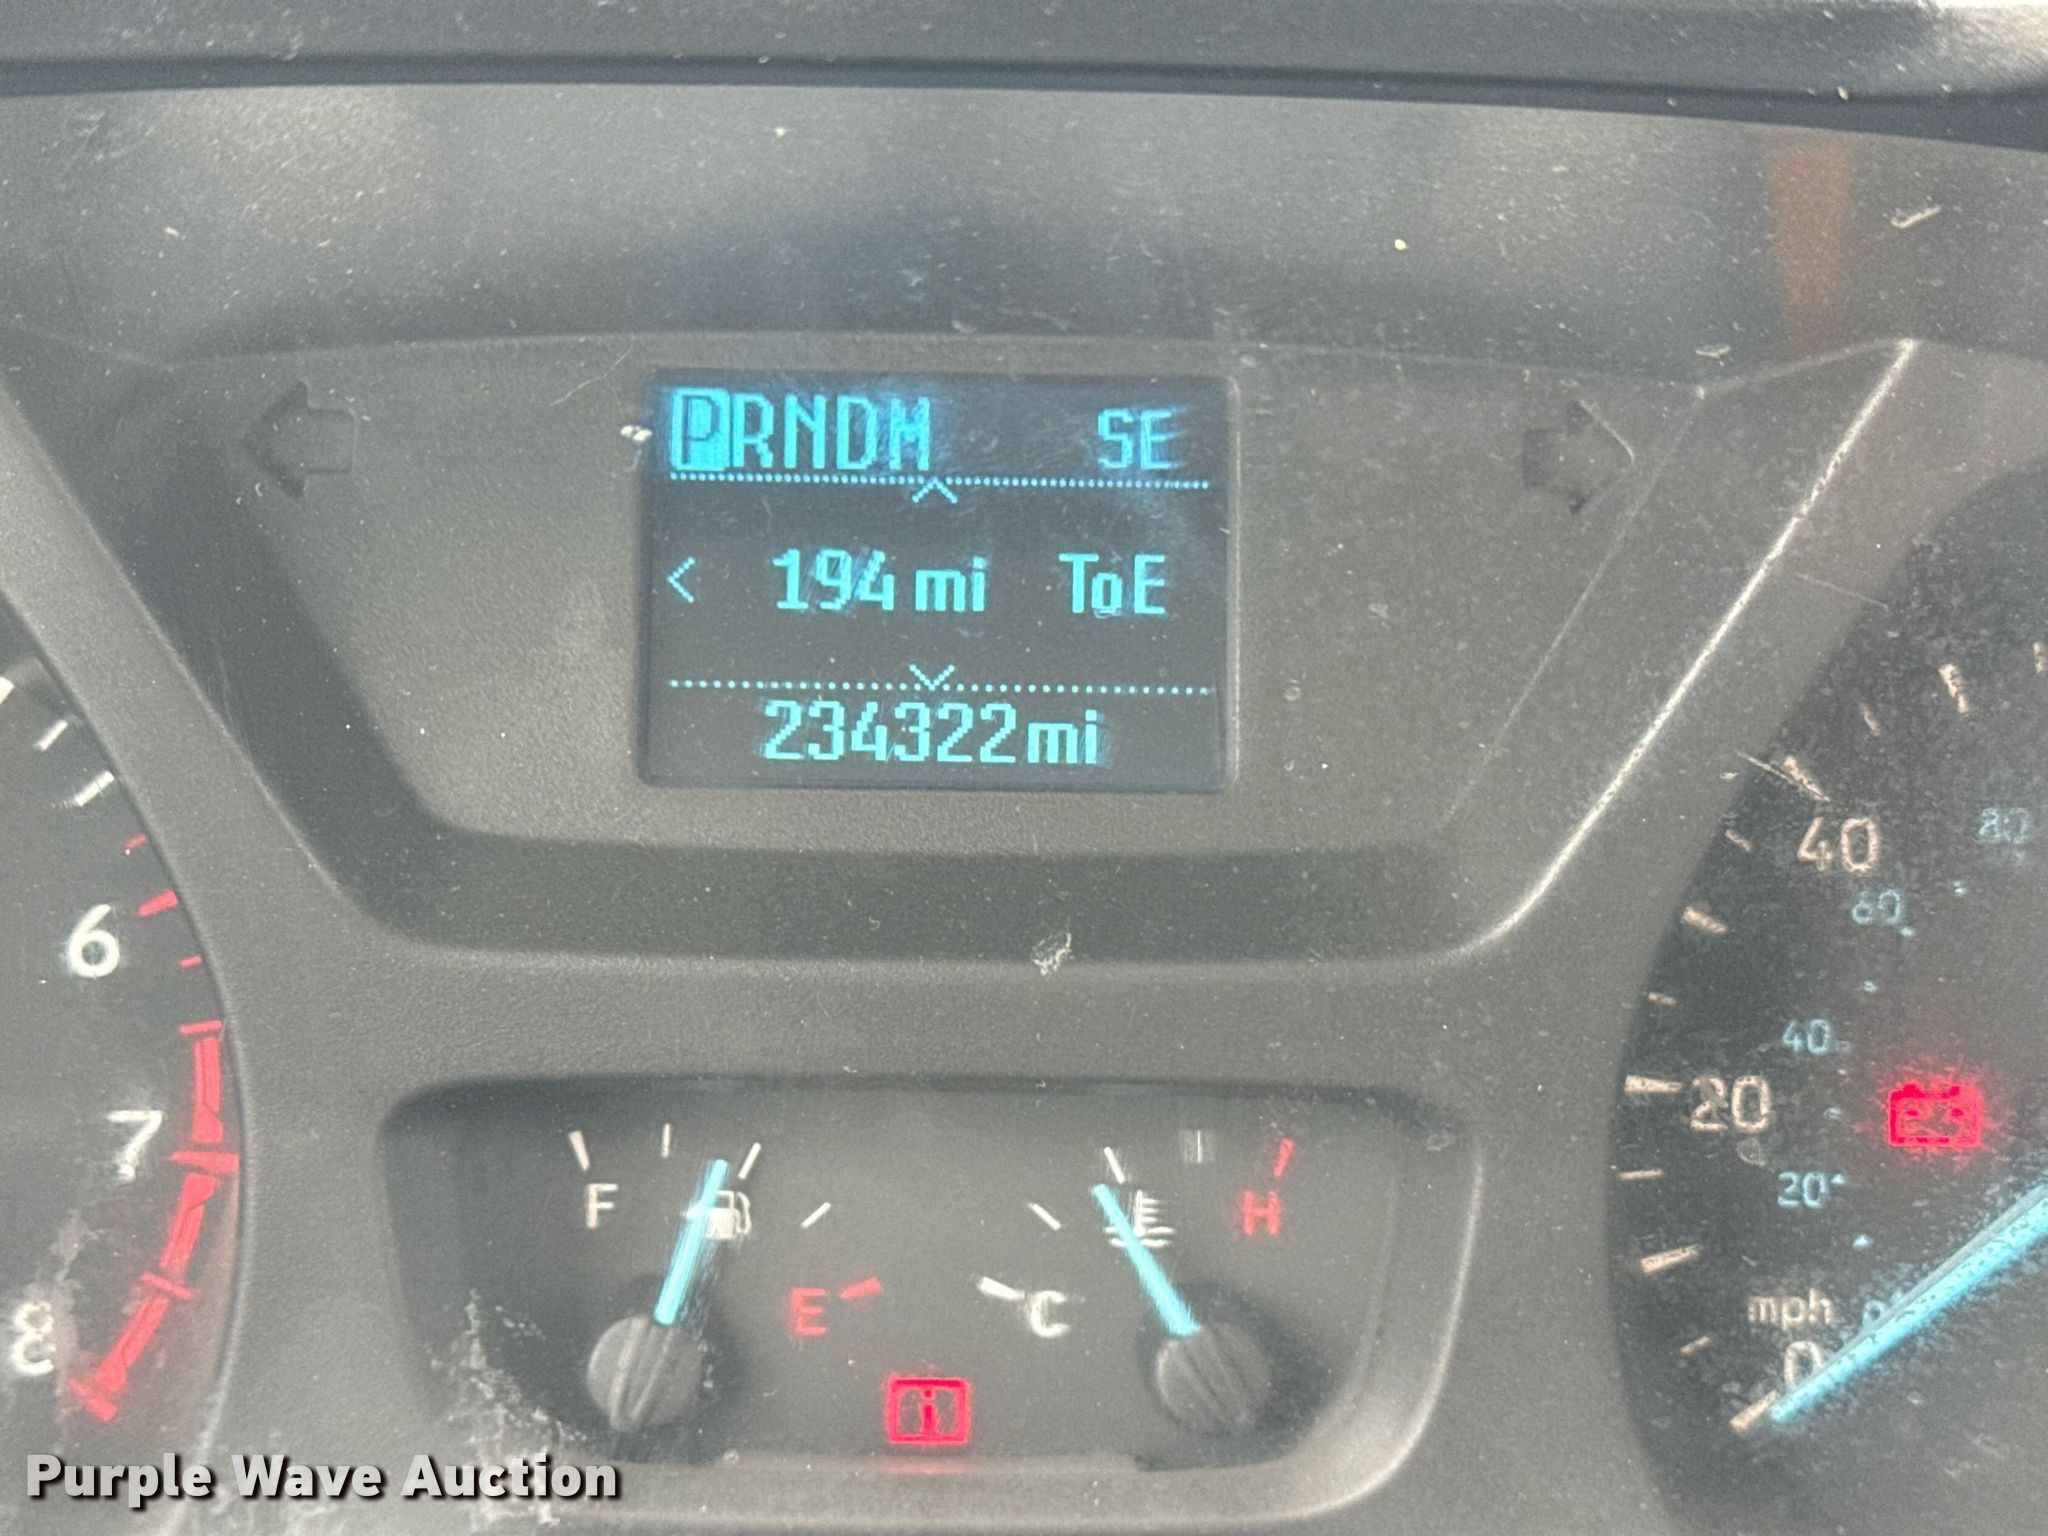 PRNDM SE
< 194 mi ToE
234322mi
40
80
60
6
40
20
7
20
F
H
E
C
mph
8
0
Purple Wave Auction